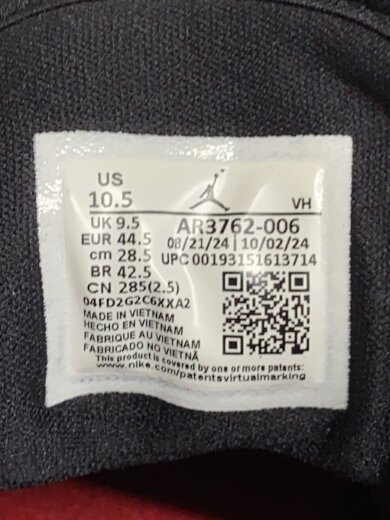 US
10.5
VH
UK 9.5
AR3762-006
EUR 44.5
08/21/24 | 10/02/24
cm 28.5
UPC 00193151613714
BR 42.5
CN 285(2.5)
04FD2G2C6XXA2
MADE IN VIETNAM
HECHO EN VIETNAM
FABRIQUE AU VIETNAM
FABRICADO NO VIETNÃ
This product is covered by one or more patents:
www.nike.com/patentsvirtualmarking